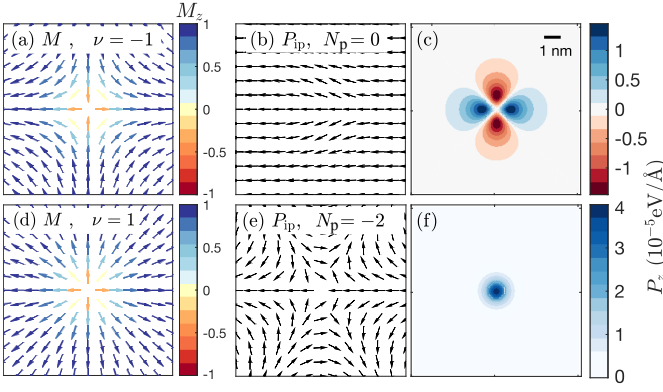 M_z
(a) M , ν = −1
(b) P_ip, N_p = 0
(c)
1 nm
1
0.5
0
-0.5
-1
1
0.5
0
-0.5
-1
(d) M , ν = 1
(e) P_ip, N_p = −2
(f)
1
0.5
0
-0.5
-1
4
3
2
1
0
P_z (10^−5 eV/Å)